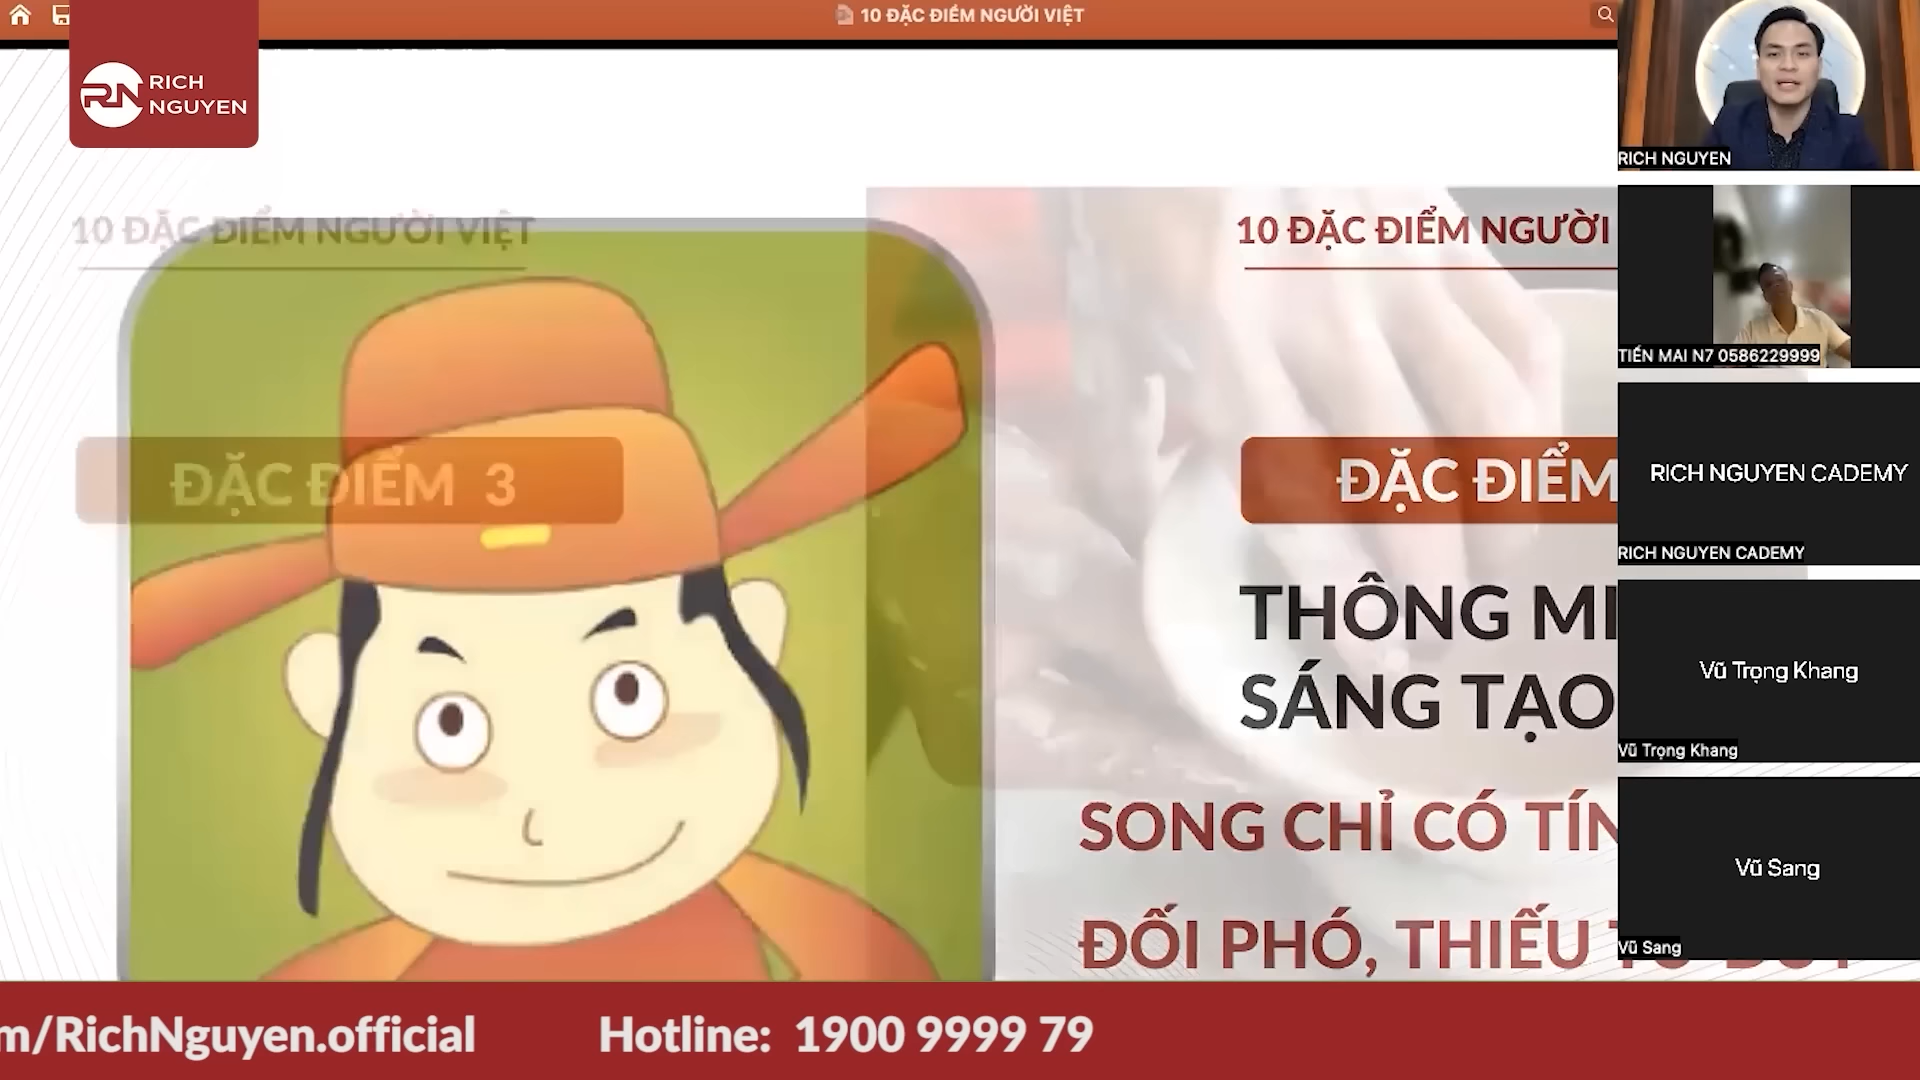 10 ĐẶC ĐIỂM NGƯỜI VIỆT
RICH
NGUYEN
RN
10 ĐẶC ĐIỂM NGƯỜI VIỆT
ĐẶC ĐIỂM 3
10 ĐẶC ĐIỂM NGƯỜI
ĐẶC ĐIỂM
THÔNG MI
SÁNG TẠO
SONG CHỈ CÓ TÍN
ĐỐI PHÓ, THIẾU
RICH NGUYEN
TIẾN MAI N7 0586229999
RICH NGUYEN CADEMY
RICH NGUYEN CADEMY
Vũ Trọng Khang
Vũ Trọng Khang
Vũ Sang
Vũ Sang
m/RichNguyen.official
Hotline: 1900 9999 79